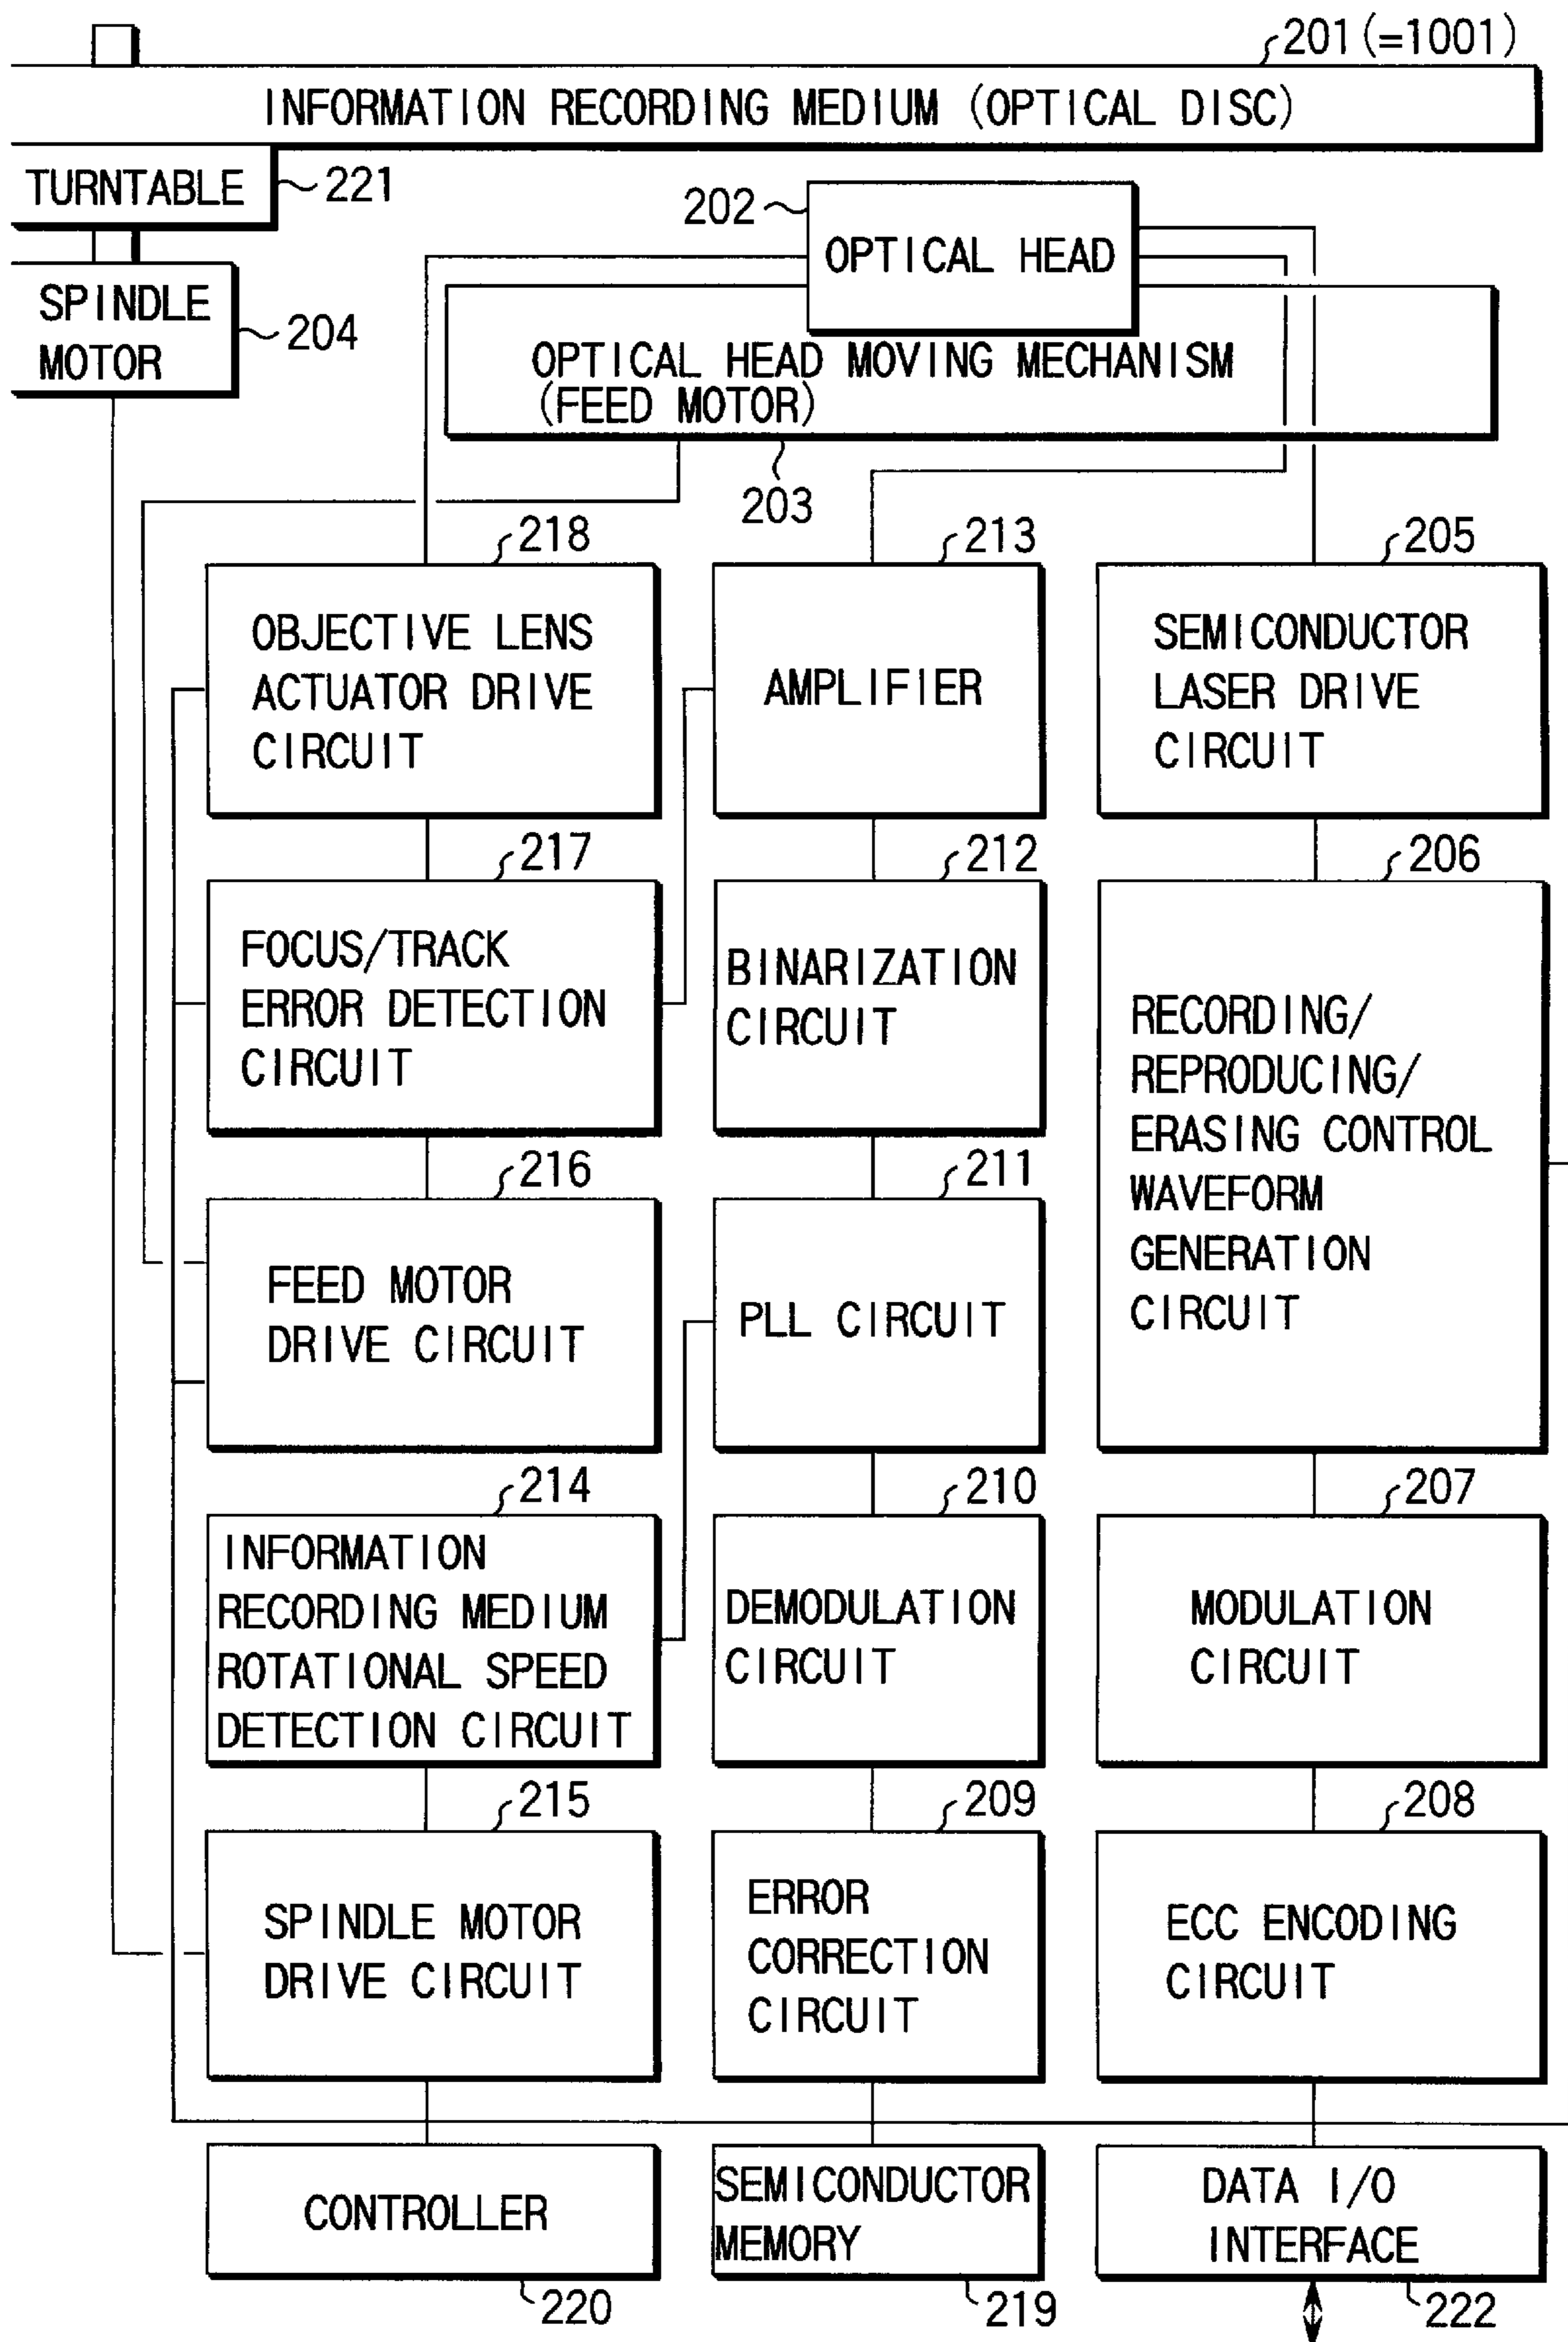 201 (=1001)
INFORMATION RECORDING MEDIUM (OPTICAL DISC)
TURNTABLE
221
202
OPTICAL HEAD
SPINDLE
MOTOR
204
OPTICAL HEAD MOVING MECHANISM
(FEED MOTOR)
203
218
OBJECTIVE LENS
ACTUATOR DRIVE
CIRCUIT
213
AMPLIFIER
205
SEMICONDUCTOR
LASER DRIVE
CIRCUIT
217
FOCUS/TRACK
ERROR DETECTION
CIRCUIT
212
BINARIZATION
CIRCUIT
206
RECORDING/
REPRODUCING/
ERASING CONTROL
WAVEFORM
GENERATION
CIRCUIT
216
FEED MOTOR
DRIVE CIRCUIT
211
PLL CIRCUIT
214
INFORMATION
RECORDING MEDIUM
ROTATIONAL SPEED
DETECTION CIRCUIT
210
DEMODULATION
CIRCUIT
207
MODULATION
CIRCUIT
215
SPINDLE MOTOR
DRIVE CIRCUIT
209
ERROR
CORRECTION
CIRCUIT
208
ECC ENCODING
CIRCUIT
CONTROLLER
220
SEMICONDUCTOR
MEMORY
219
DATA I/O
INTERFACE
222